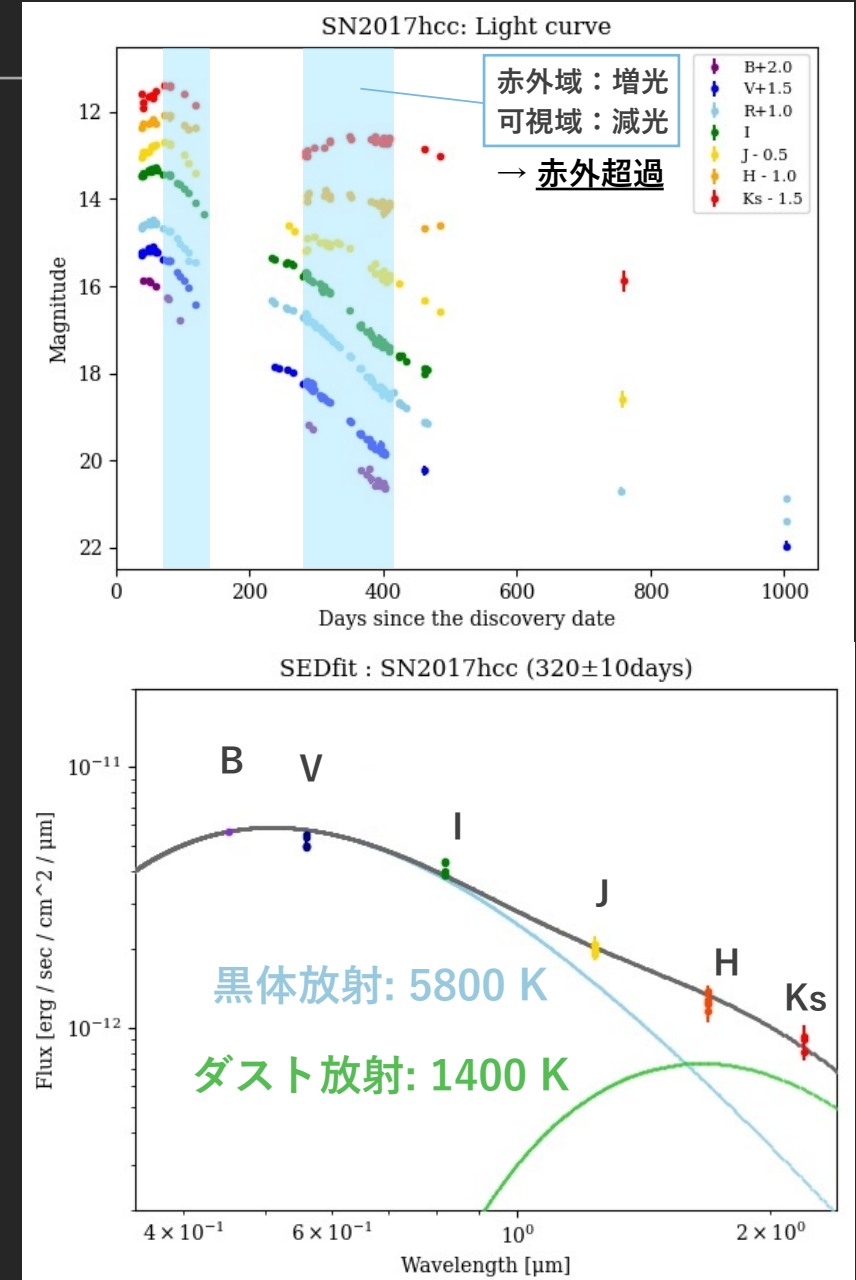 SN2017hcc: Light curve
赤外域：増光
可視域：減光
→ 赤外超過
B+2.0
V+1.5
R+1.0
I
J - 0.5
H - 1.0
Ks - 1.5
Magnitude
12
14
16
18
20
22
0 200 400 600 800 1000
Days since the discovery date
SEDfit : SN2017hcc (320±10days)
Flux [erg / sec / cm^2 / μm]
10⁻¹¹
10⁻¹²
B
V
I
J
H
Ks
黒体放射: 5800 K
ダスト放射: 1400 K
4 × 10⁻¹ 6 × 10⁻¹ 10⁰ 2 × 10⁰
Wavelength [μm]